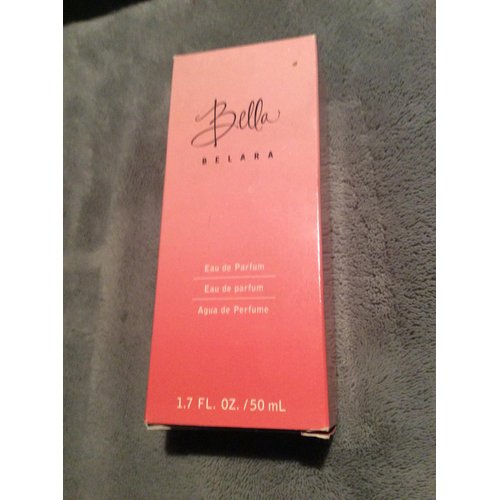 Bella
BELARA
Eau de Parfum
Eau de parfum
Agua de Perfume
1.7 FL. OZ. / 50 mL